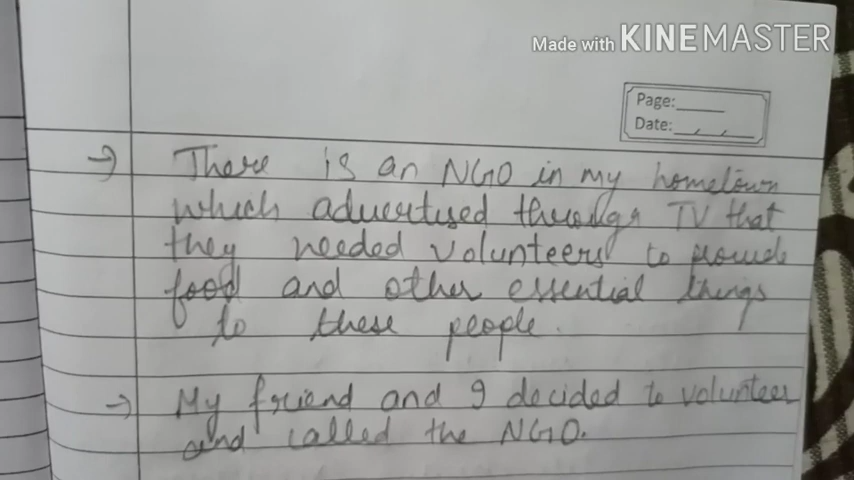 Made with KINEMASTER
Page:
Date:
→ There is an NGO in my hometown
which advertised through TV that
they needed volunteers to provide
food and other essential things
to these people.
→ My friend and I decided to volunteer
and called the NGO.